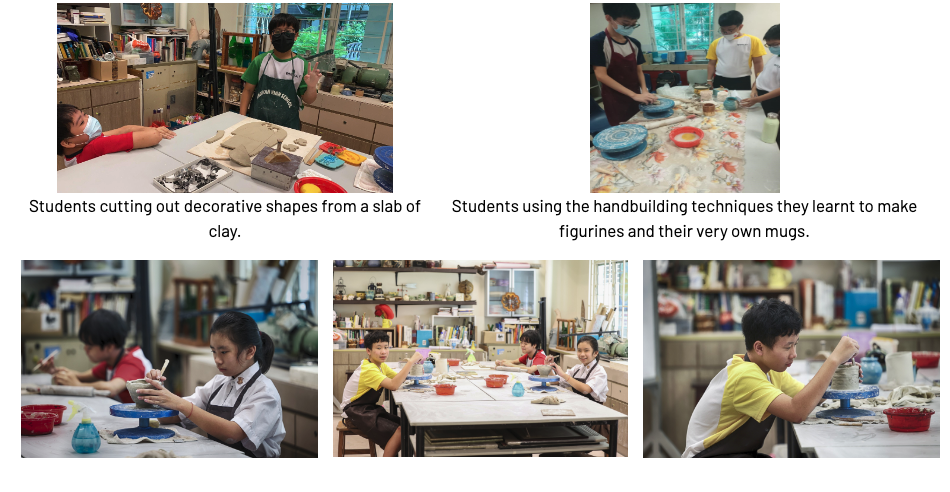 Students cutting out decorative shapes from a slab of
clay.
Students using the handbuilding techniques they learnt to make
figurines and their very own mugs.